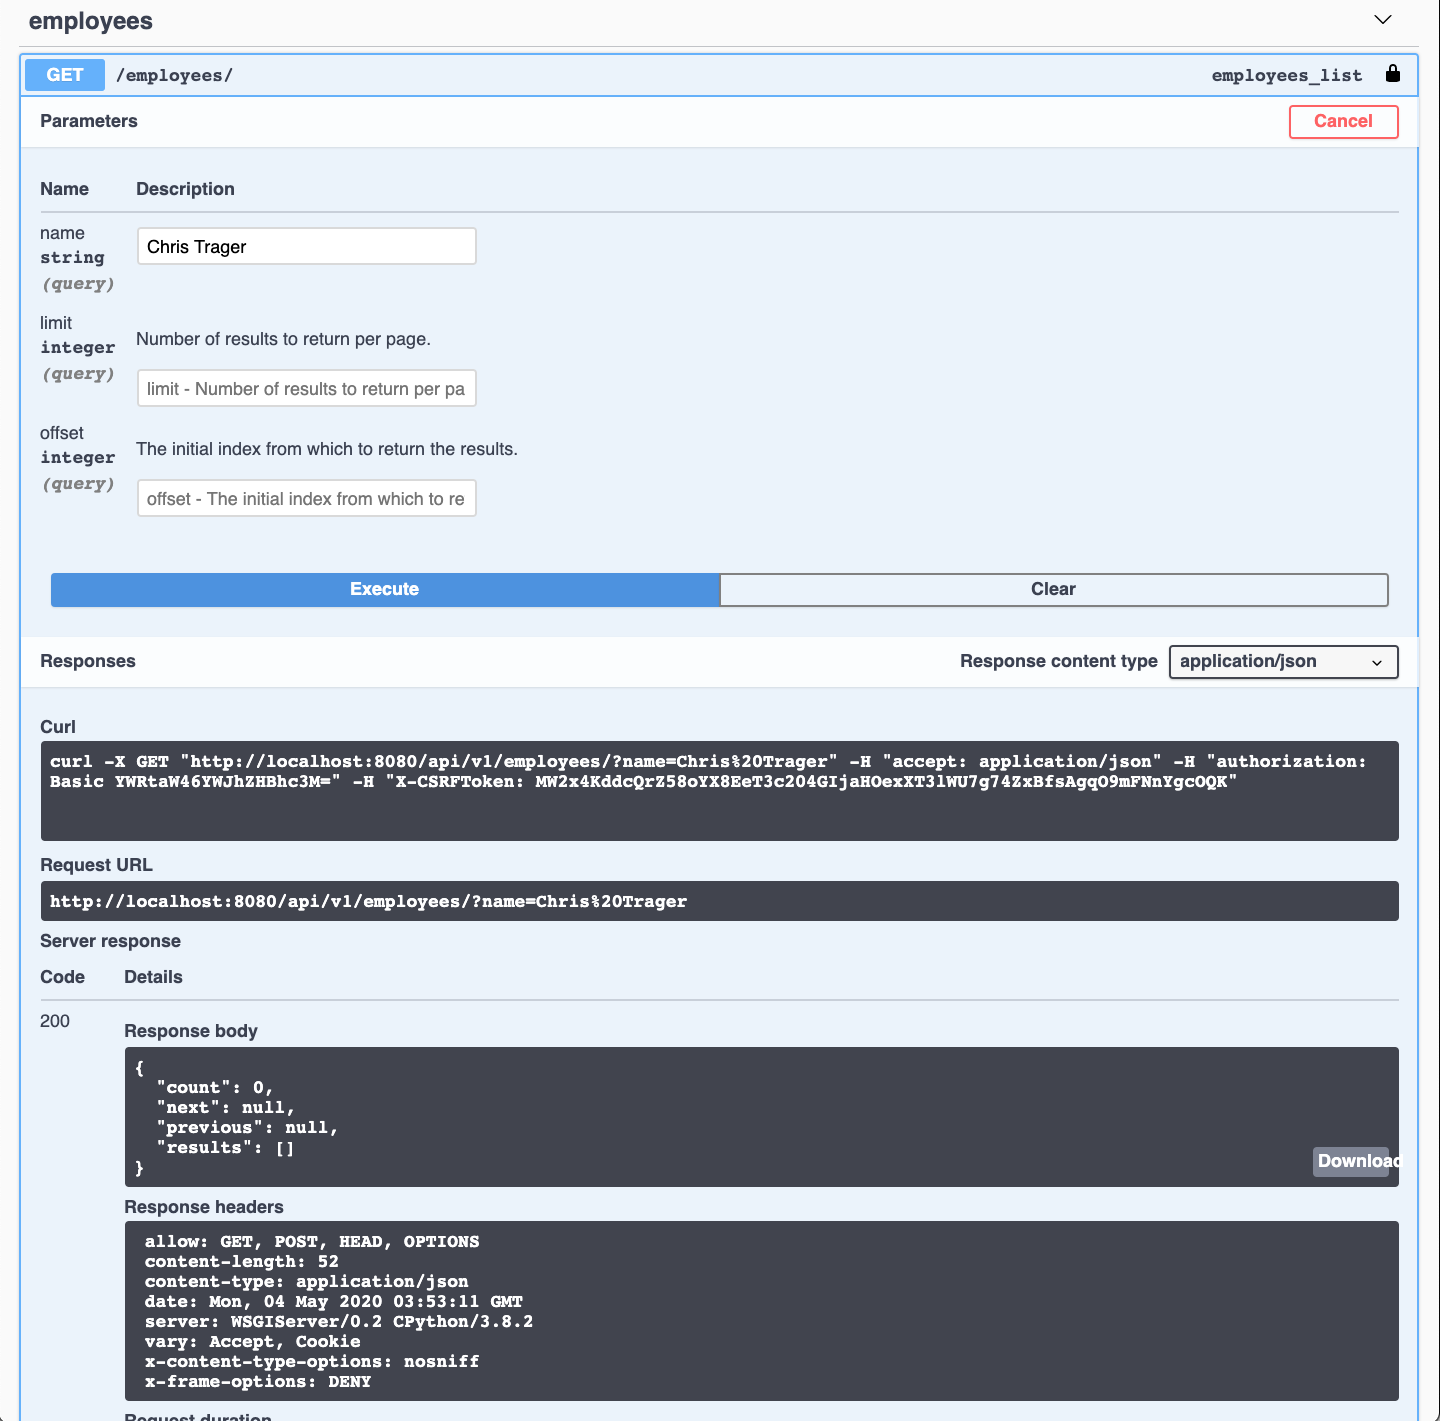 employees
GET /employees/ employees_list
Parameters Cancel
Name Description
name
string
(query)
Chris Trager
limit
integer
(query)
Number of results to return per page.
limit - Number of results to return per pa
offset
integer
(query)
The initial index from which to return the results.
offset - The initial index from which to re
Execute Clear
Responses Response content type application/json
Curl
curl -X GET "http://localhost:8080/api/v1/employees/?name=Chris%20Trager" -H "accept: application/json" -H "authorization:
Basic YWRtaW46YWJhZHBhc3M=" -H "X-CSRFToken: MW2x4KddcQrZ58oYX8EeT3c204GIjaHOexXT3lWU7g74ZxBfsAgqO9mFNnYgcOQK"
Request URL
http://localhost:8080/api/v1/employees/?name=Chris%20Trager
Server response
Code Details
200
Response body
{
"count": 0,
"next": null,
"previous": null,
"results": []
}
Download
Response headers
allow: GET, POST, HEAD, OPTIONS
content-length: 52
content-type: application/json
date: Mon, 04 May 2020 03:53:11 GMT
server: WSGIServer/0.2 CPython/3.8.2
vary: Accept, Cookie
x-content-type-options: nosniff
x-frame-options: DENY
Request duration